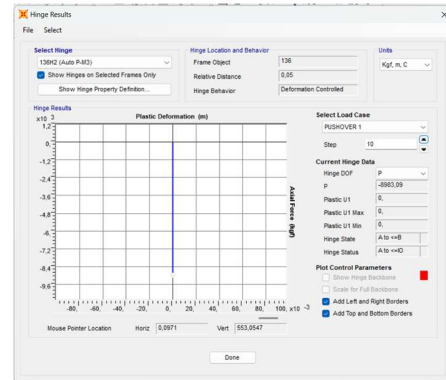 Hinge Results
File Select
Select Hinge
136H2 (Auto P-M3)
Show Hinges on Selected Frames Only
Show Hinge Property Definition...
Hinge Location and Behavior
Frame Object 136
Relative Distance 0,05
Hinge Behavior Deformation Controlled
Units
Kgf, m, C
Hinge Results
x10 3
Plastic Deformation (m)
1,2
0,
-1,2
-2,4
-3,6
-4,8
-6,
-7,2
-8,4
-9,6
Axial Force (kgf)
-80, -60, -40, -20, 0, 20, 40, 60, 80, 100, x10 -3
Mouse Pointer Location Horiz 0,0971 Vert 553,0547
Select Load Case
PUSHOVER 1
Step 10
Current Hinge Data
Hinge DOF P
P -8983,09
Plastic U1 0,
Plastic U1 Max 0,
Plastic U1 Min 0,
Hinge State A to <=B
Hinge Status A to <=IO
Plot Control Parameters
Show Hinge Backbone
Scale for Full Backbone
Add Left and Right Borders
Add Top and Bottom Borders
Done